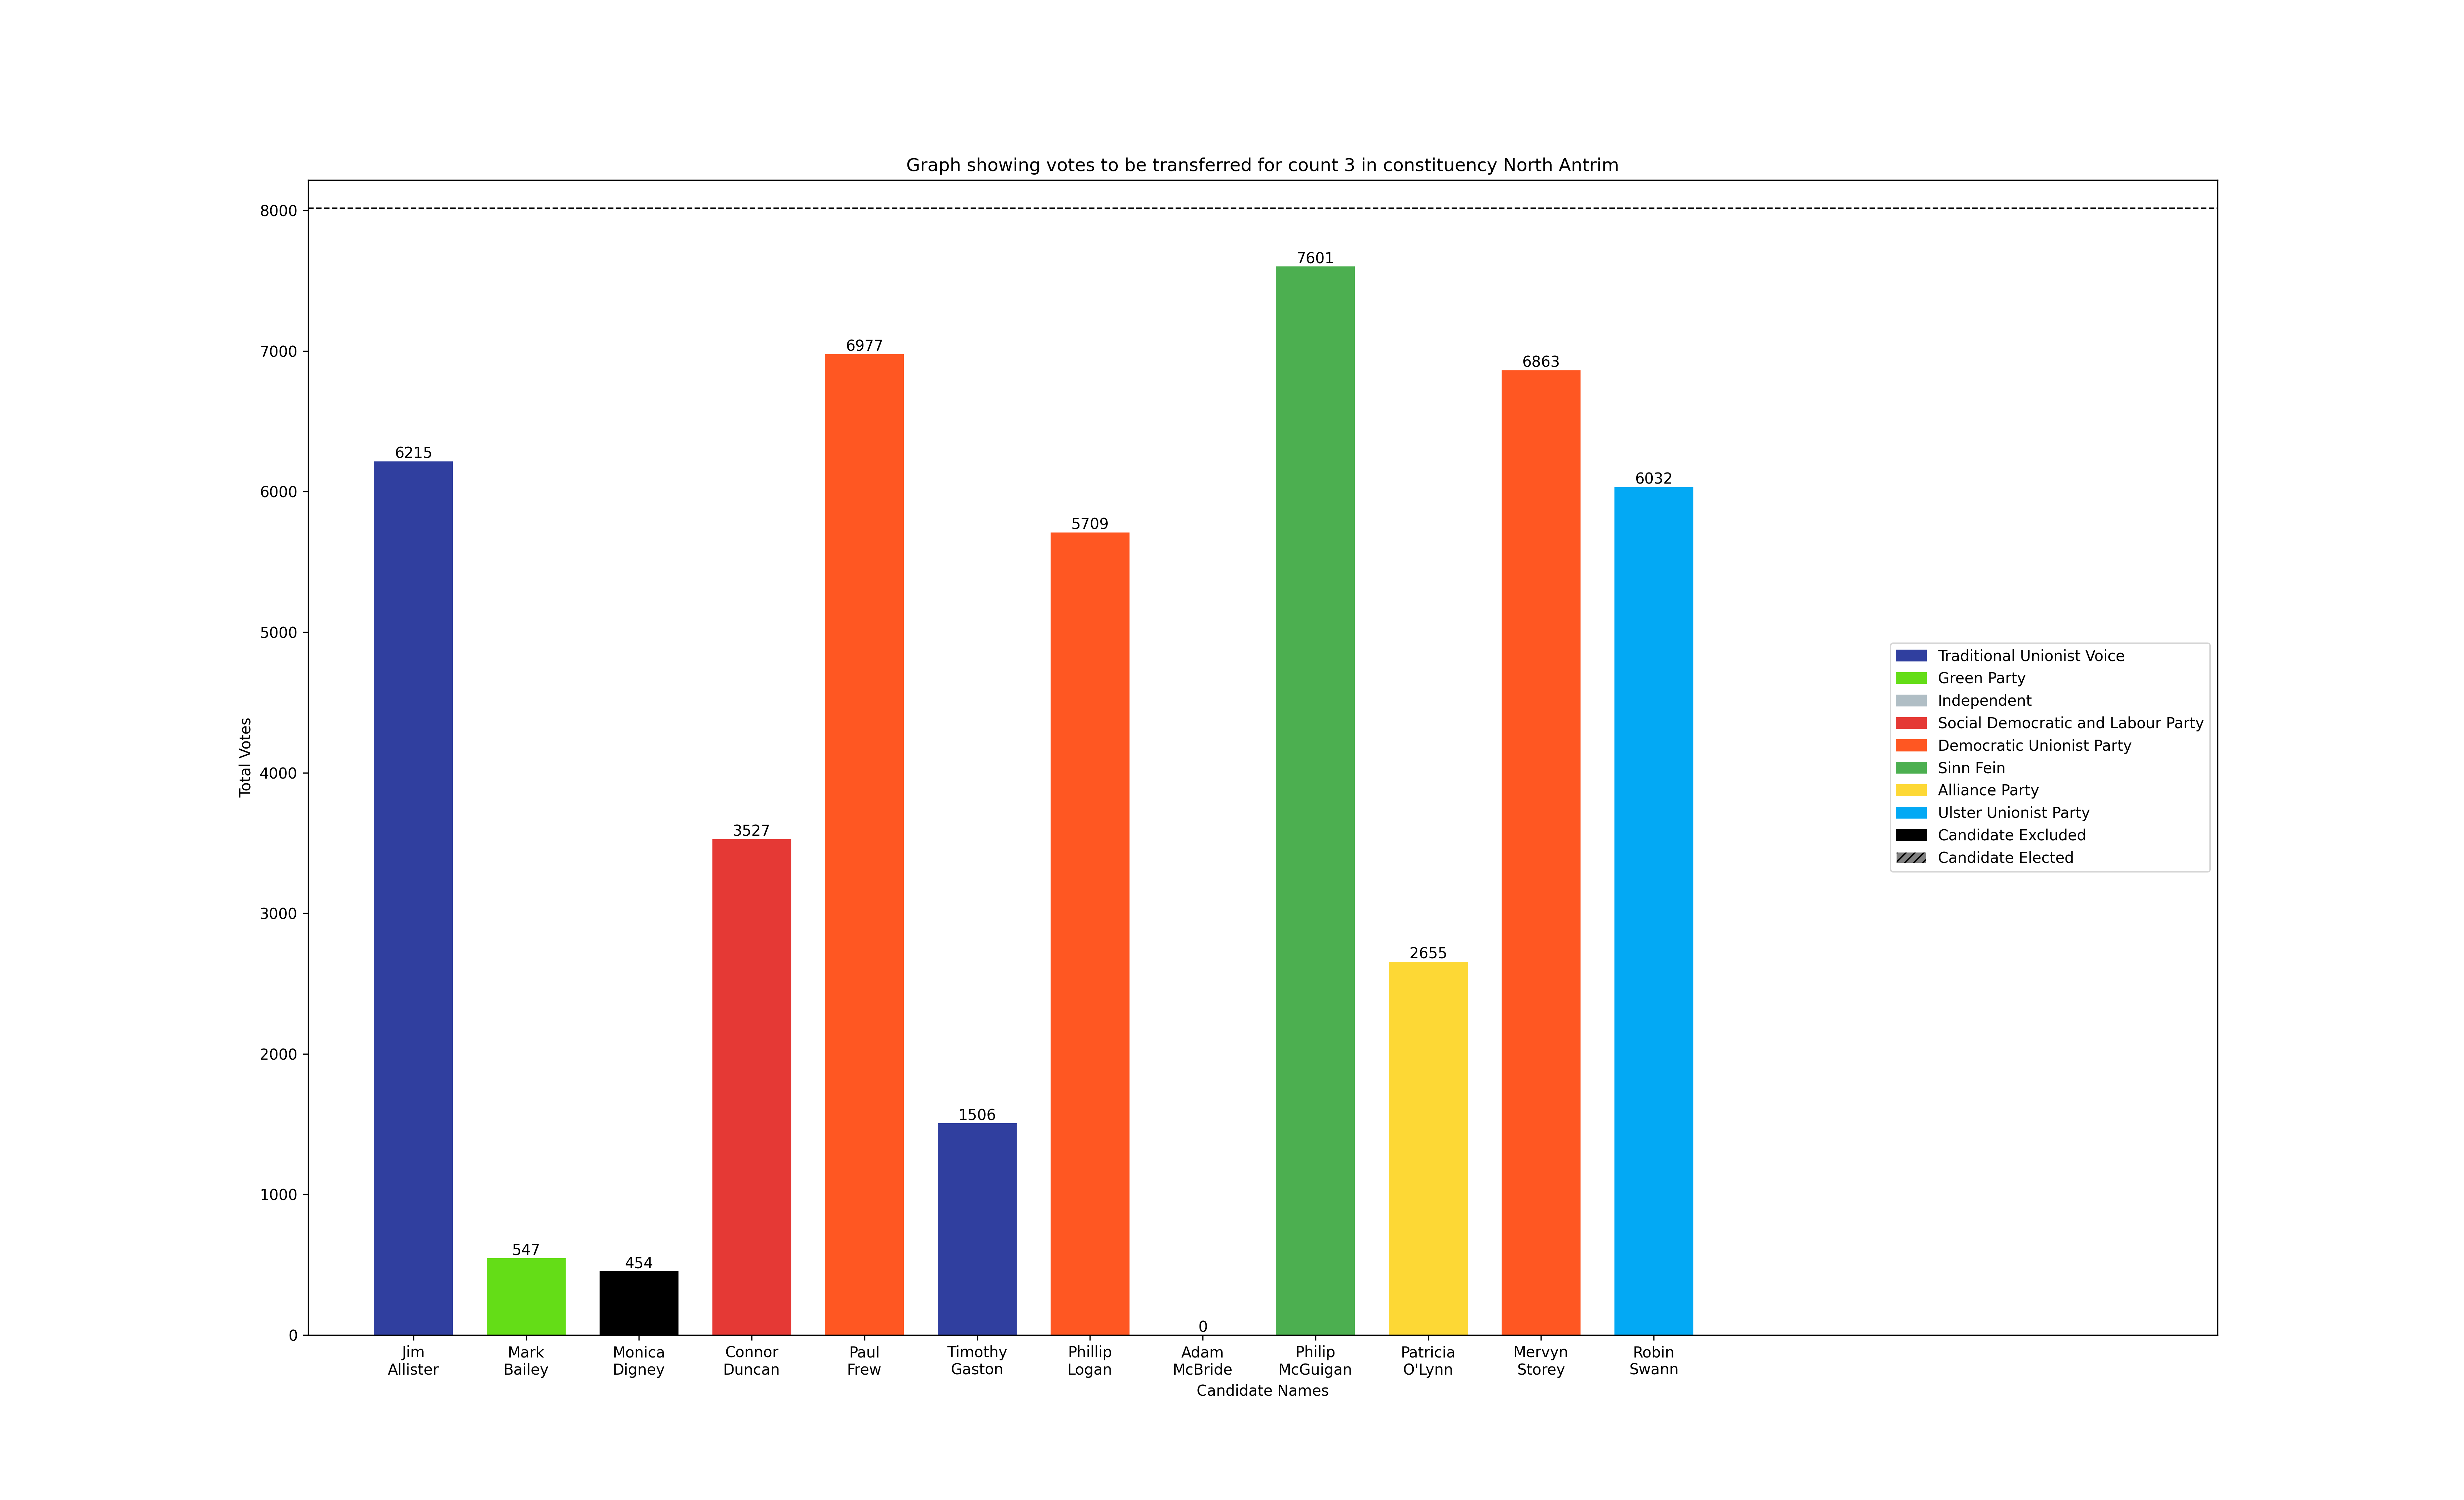 Graph showing votes to be transferred for count 3 in constituency North Antrim
8000
7000
6000
5000
4000
3000
2000
1000
0
Total Votes
6215
547
454
3527
6977
1506
5709
0
7601
2655
6863
6032
Traditional Unionist Voice
Green Party
Independent
Social Democratic and Labour Party
Democratic Unionist Party
Sinn Fein
Alliance Party
Ulster Unionist Party
Candidate Excluded
Candidate Elected
Jim
Allister
Mark
Bailey
Monica
Digney
Connor
Duncan
Paul
Frew
Timothy
Gaston
Phillip
Logan
Adam
McBride
Philip
McGuigan
Patricia
O'Lynn
Mervyn
Storey
Robin
Swann
Candidate Names